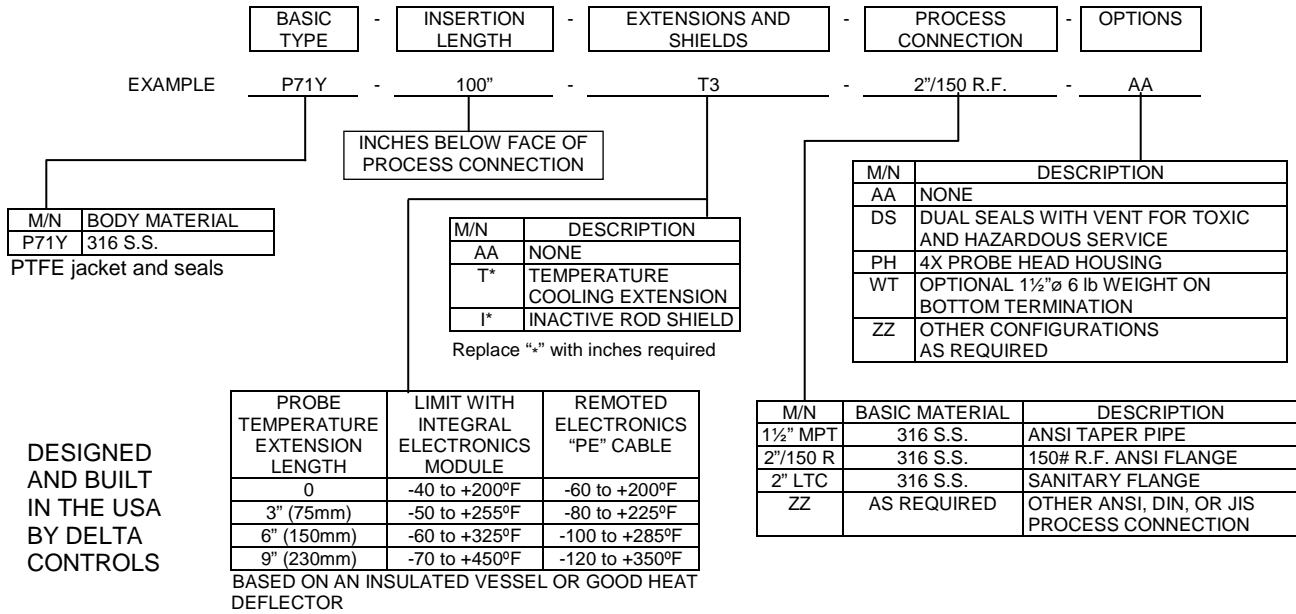 BASIC TYPE - INSERTION LENGTH - EXTENSIONS AND SHIELDS - PROCESS CONNECTION - OPTIONS
EXAMPLE P71Y - 100” - T3 - 2”/150 R.F. - AA
INCHES BELOW FACE OF
PROCESS CONNECTION
M/N BODY MATERIAL
P71Y 316 S.S.
PTFE jacket and seals
M/N DESCRIPTION
AA NONE
T* TEMPERATURE
COOLING EXTENSION
I* INACTIVE ROD SHIELD
Replace “*” with inches required
M/N DESCRIPTION
AA NONE
DS DUAL SEALS WITH VENT FOR TOXIC
AND HAZARDOUS SERVICE
PH 4X PROBE HEAD HOUSING
WT OPTIONAL 1½”ø 6 lb WEIGHT ON
BOTTOM TERMINATION
ZZ OTHER CONFIGURATIONS
AS REQUIRED
DESIGNED
AND BUILT
IN THE USA
BY DELTA
CONTROLS
PROBE TEMPERATURE EXTENSION LENGTH
LIMIT WITH INTEGRAL ELECTRONICS MODULE
REMOTED ELECTRONICS “PE” CABLE
0 -40 to +200ºF -60 to +200ºF
3” (75mm) -50 to +255ºF -80 to +225ºF
6” (150mm) -60 to +325ºF -100 to +285ºF
9” (230mm) -70 to +450ºF -120 to +350ºF
BASED ON AN INSULATED VESSEL OR GOOD HEAT
DEFLECTOR
M/N BASIC MATERIAL DESCRIPTION
1½” MPT 316 S.S. ANSI TAPER PIPE
2”/150 R 316 S.S. 150# R.F. ANSI FLANGE
2” LTC 316 S.S. SANITARY FLANGE
ZZ AS REQUIRED OTHER ANSI, DIN, OR JIS
PROCESS CONNECTION